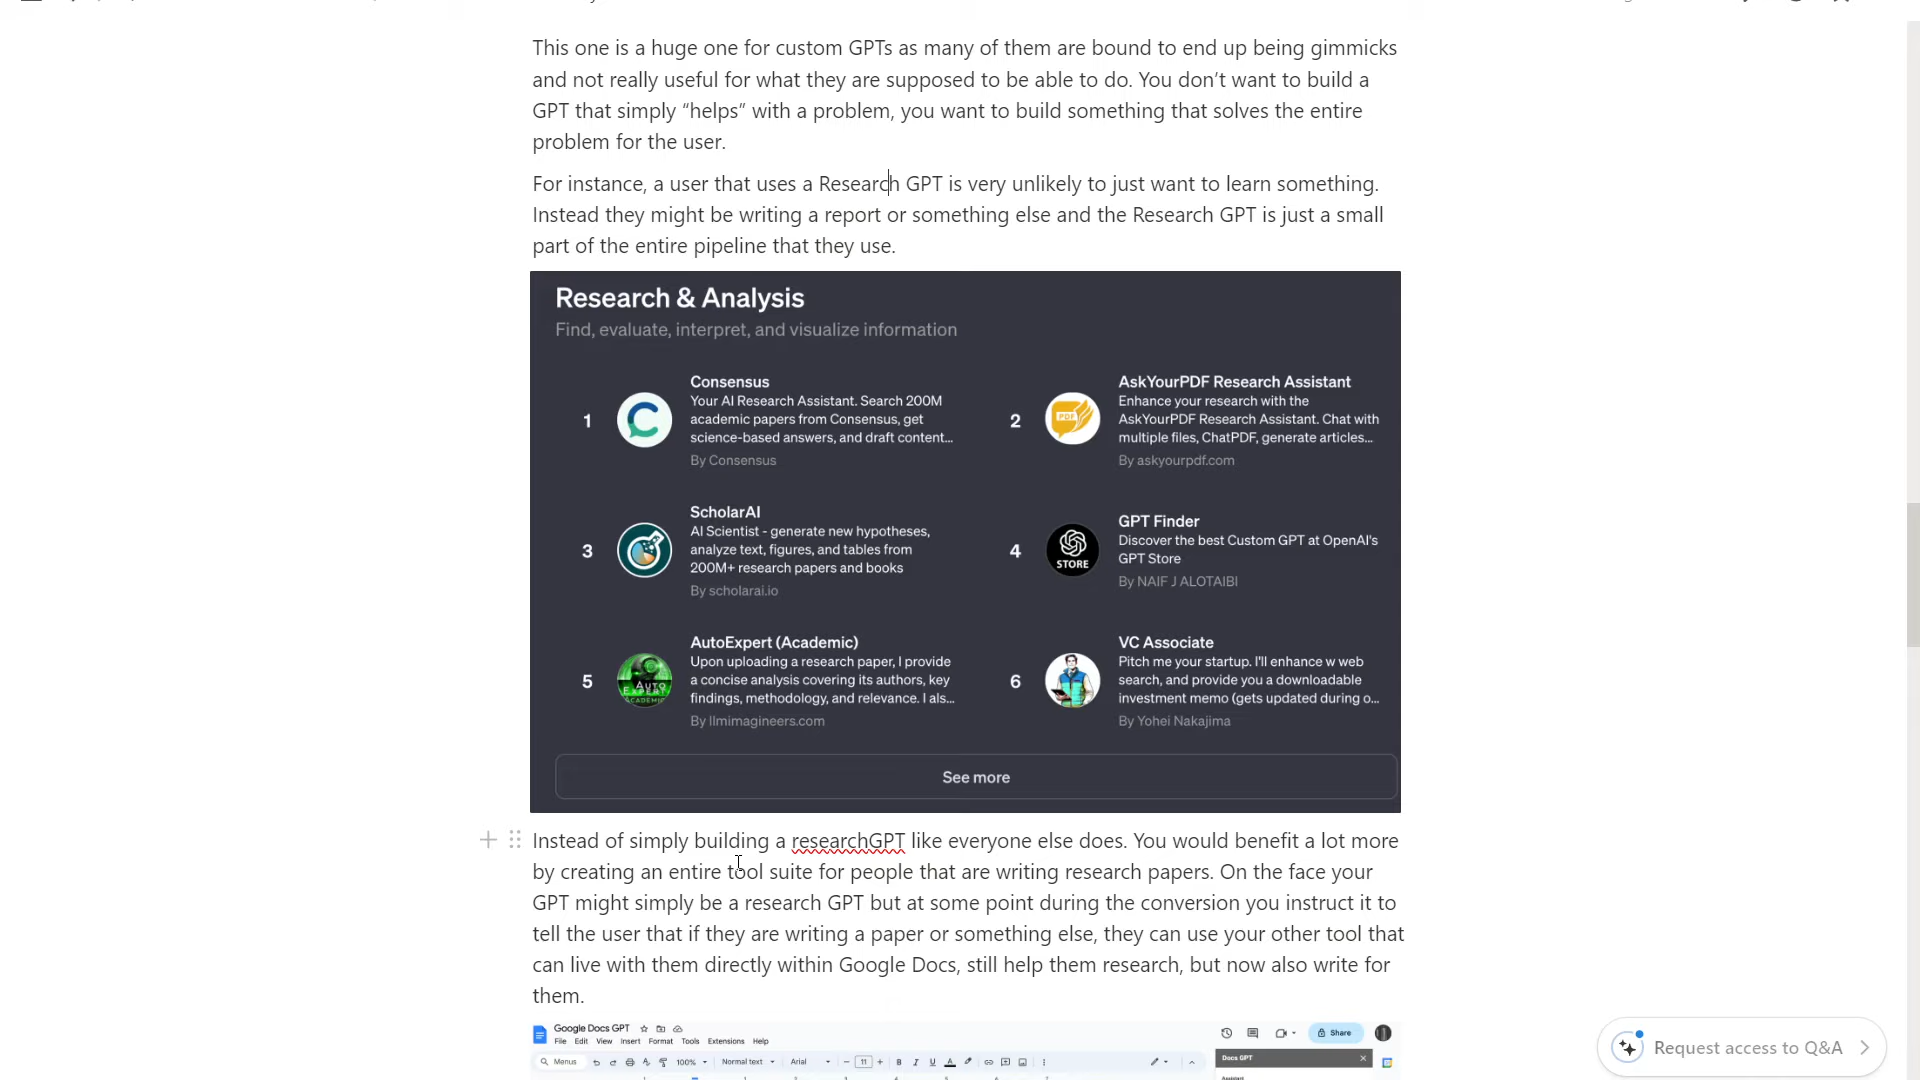 This one is a huge one for custom GPTs as many of them are bound to end up being gimmicks
and not really useful for what they are supposed to be able to do. You don’t want to build a
GPT that simply “helps” with a problem, you want to build something that solves the entire
problem for the user.
For instance, a user that uses a Research GPT is very unlikely to just want to learn something.
Instead they might be writing a report or something else and the Research GPT is just a small
part of the entire pipeline that they use.
Research & Analysis
Find, evaluate, interpret, and visualize information
1
Consensus
Your AI Research Assistant. Search 200M
academic papers from Consensus, get
science-based answers, and draft content...
By Consensus
2
PDF
AskYourPDF Research Assistant
Enhance your research with the
AskYourPDF Research Assistant. Chat with
multiple files, ChatPDF, generate articles...
By askyourpdf.com
3
ScholarAI
AI Scientist - generate new hypotheses,
analyze text, figures, and tables from
200M+ research papers and books
By scholarai.io
4
STORE
GPT Finder
Discover the best Custom GPT at OpenAI's
GPT Store
By NAIF J ALOTAIBI
5
AUTO
EXPERT
ACADEMIC
AutoExpert (Academic)
Upon uploading a research paper, I provide
a concise analysis covering its authors, key
findings, methodology, and relevance. I als...
By llmimagineers.com
6
VC Associate
Pitch me your startup. I'll enhance w web
search, and provide you a downloadable
investment memo (gets updated during o...
By Yohei Nakajima
See more
Instead of simply building a researchGPT like everyone else does. You would benefit a lot more
by creating an entire tool suite for people that are writing research papers. On the face your
GPT might simply be a research GPT but at some point during the conversion you instruct it to
tell the user that if they are writing a paper or something else, they can use your other tool that
can live with them directly within Google Docs, still help them research, but now also write for
them.
Google Docs GPT
File Edit View Insert Format Tools Extensions Help
Share
Menus 100% Normal text Arial 11 B I U A
Docs GPT
Assistant
Request access to Q&A